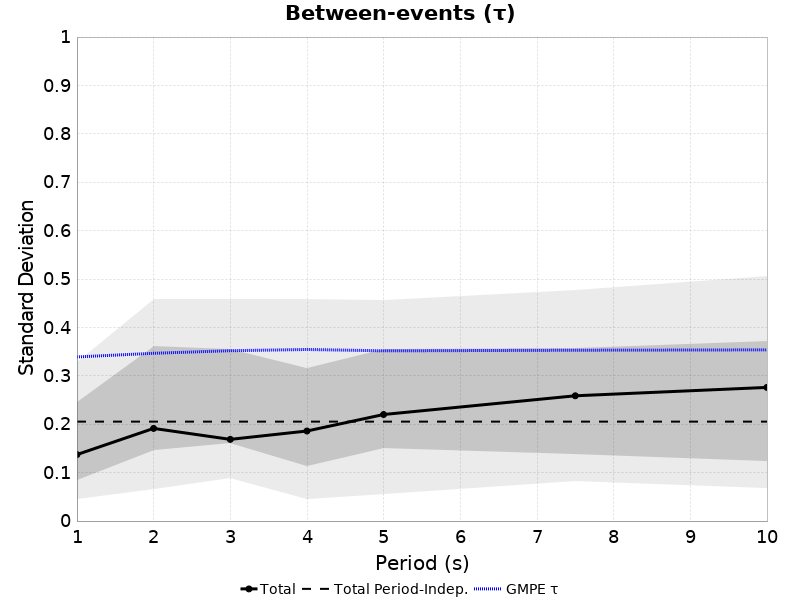 Between-events (τ)
Standard Deviation
1
0.9
0.8
0.7
0.6
0.5
0.4
0.3
0.2
0.1
0
1 2 3 4 5 6 7 8 9 10
Period (s)
Total Total Period-Indep. GMPE τ